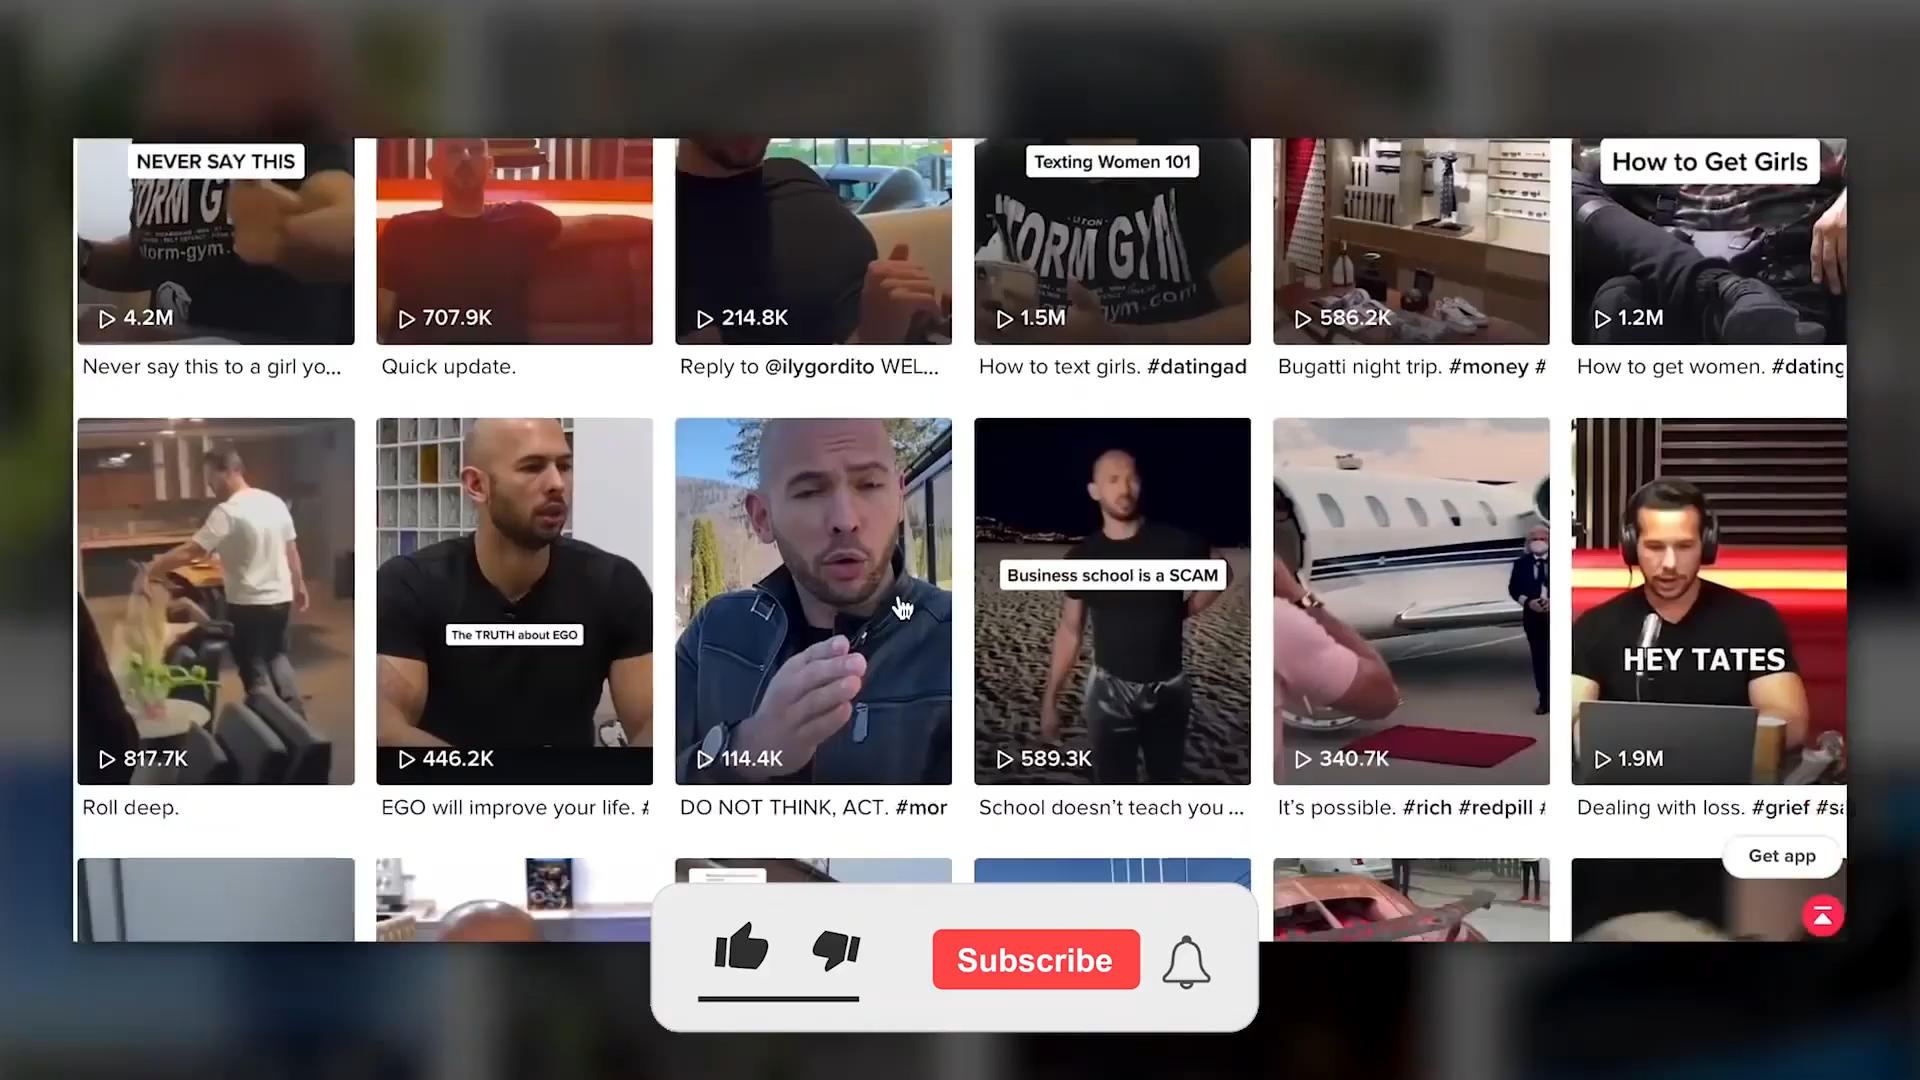 NEVER SAY THIS
Texting Women 101
How to Get Girls
TORM GYM
gym.com
4.2M
707.9K
214.8K
1.5M
586.2K
1.2M
Never say this to a girl yo...
Quick update.
Reply to @ilygordito WEL...
How to text girls. #datingad
Bugatti night trip. #money #
How to get women. #dating
The TRUTH about EGO
Business school is a SCAM
HEY TATES
817.7K
446.2K
114.4K
589.3K
340.7K
1.9M
Roll deep.
EGO will improve your life. #
DO NOT THINK, ACT. #mor
School doesn't teach you ...
It's possible. #rich #redpill #
Dealing with loss. #grief #sa
Get app
Subscribe